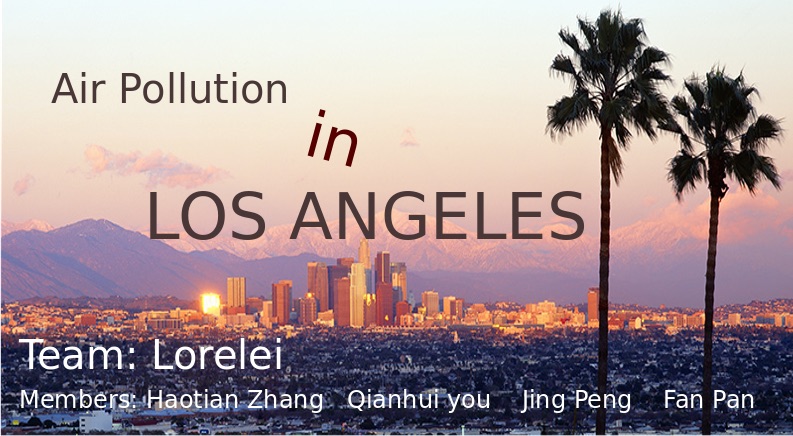 Air Pollution
in
LOS ANGELES
Team: Lorelei
Members: Haotian Zhang Qianhui you Jing Peng Fan Pan